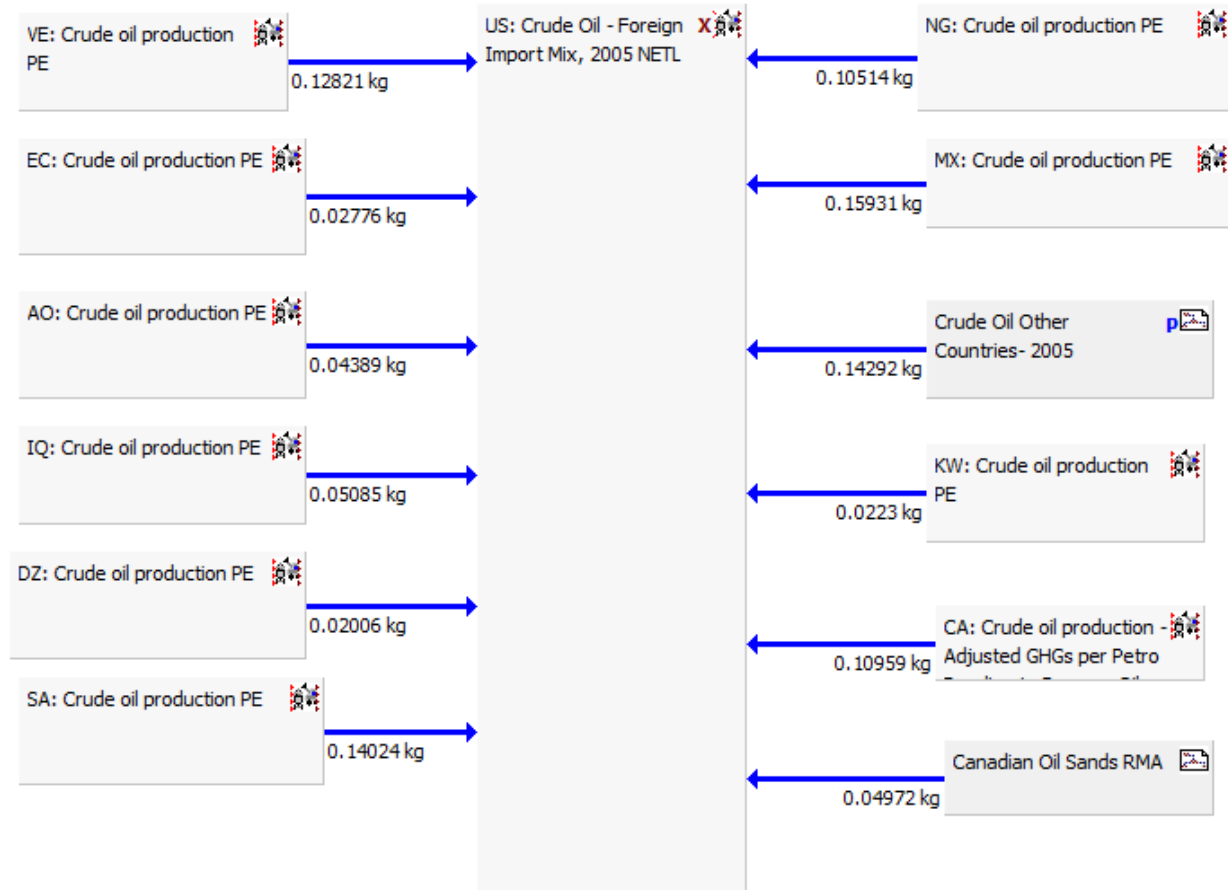 VE: Crude oil production
PE
0.12821 kg
EC: Crude oil production PE
0.02776 kg
AO: Crude oil production PE
0.04389 kg
IQ: Crude oil production PE
0.05085 kg
DZ: Crude oil production PE
0.02006 kg
SA: Crude oil production PE
0.14024 kg
US: Crude Oil - Foreign X
Import Mix, 2005 NETL
NG: Crude oil production PE
0.10514 kg
MX: Crude oil production PE
0.15931 kg
Crude Oil Other p
Countries- 2005
0.14292 kg
KW: Crude oil production
PE
0.0223 kg
CA: Crude oil production -
Adjusted GHGs per Petro
0.10959 kg
Canadian Oil Sands RMA
0.04972 kg